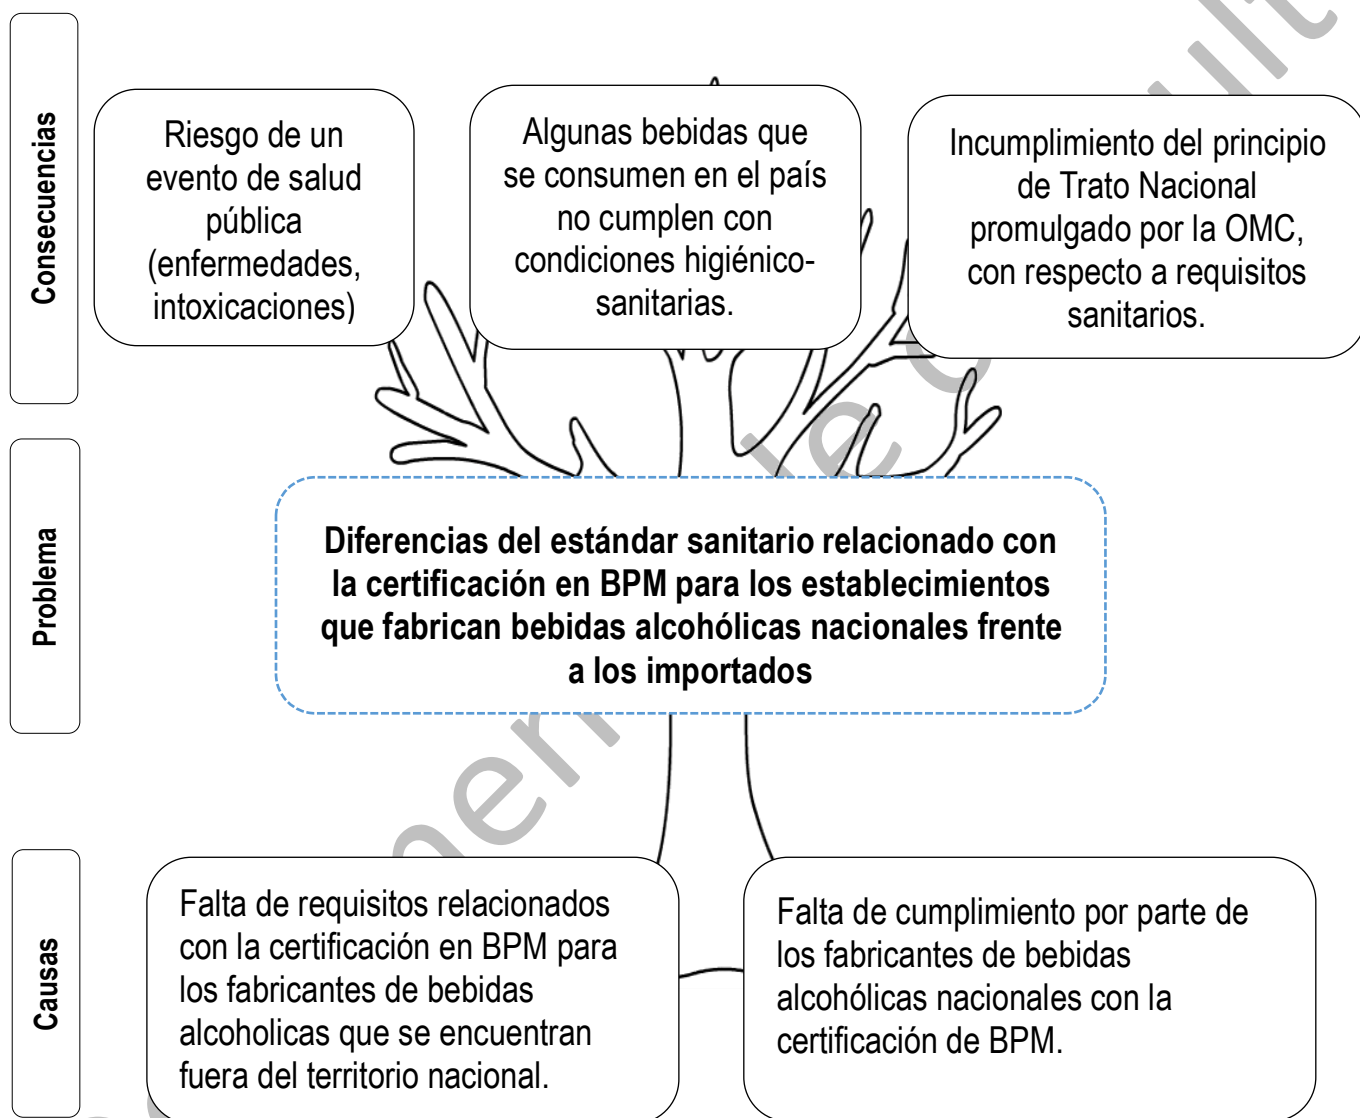 Consecuencias
Riesgo de un
evento de salud
pública
(enfermedades,
intoxicaciones)
Algunas bebidas que
se consumen en el país
no cumplen con
condiciones higiénico-
sanitarias.
Incumplimiento del principio
de Trato Nacional
promulgado por la OMC,
con respecto a requisitos
sanitarios.
Problema
Diferencias del estándar sanitario relacionado con
la certificación en BPM para los establecimientos
que fabrican bebidas alcohólicas nacionales frente
a los importados
Causas
Falta de requisitos relacionados
con la certificación en BPM para
los fabricantes de bebidas
alcoholicas que se encuentran
fuera del territorio nacional.
Falta de cumplimiento por parte de
los fabricantes de bebidas
alcohólicas nacionales con la
certificación de BPM.